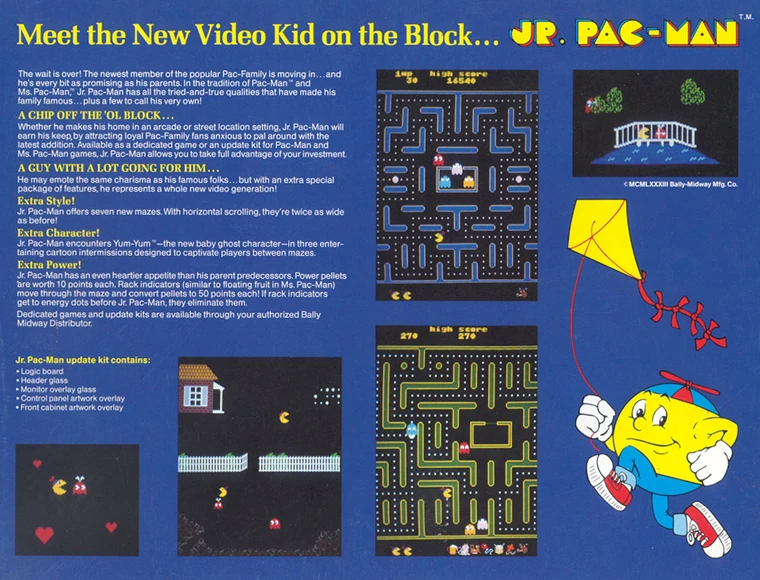 Meet the New Video Kid on the Block... JR. PAC-MAN T.M.
The wait is over! The newest member of the popular Pac-Family is moving in...and
he's every bit as promising as his parents. In the tradition of Pac-Man™ and
Ms. Pac-Man,™ Jr. Pac-Man has all the tried-and-true qualities that have made his
family famous...plus a few to call his very own!
A CHIP OFF THE 'OL BLOCK...
Whether he makes his home in an arcade or street location setting, Jr. Pac-Man will
earn his keep by attracting loyal Pac-Family fans anxious to pal around with the
latest addition. Available as a dedicated game or an update kit for Pac-Man and
Ms. Pac-Man games, Jr. Pac-Man allows you to take full advantage of your investment.
A GUY WITH A LOT GOING FOR HIM...
He may emote the same charisma as his famous folks...but with an extra special
package of features, he represents a whole new video generation!
Extra Style!
Jr. Pac-Man offers seven new mazes. With horizontal scrolling, they're twice as wide
as before!
Extra Character!
Jr. Pac-Man encounters Yum-Yum™—the new baby ghost character—in three enter-
taining cartoon intermissions designed to captivate players between mazes.
Extra Power!
Jr. Pac-Man has an even heartier appetite than his parent predecessors. Power pellets
are worth 10 points each. Rack indicators (similar to floating fruit in Ms. Pac-Man)
move through the maze and convert pellets to 50 points each! If rack indicators
get to energy dots before Jr. Pac-Man, they eliminate them.
Dedicated games and update kits are available through your authorized Bally
Midway Distributor.
Jr. Pac-Man update kit contains:
• Logic board
• Header glass
• Monitor overlay glass
• Control panel artwork overlay
• Front cabinet artwork overlay
1up high score
30 16540
high score
270 270
© MCMLXXXIII Bally-Midway Mfg. Co.